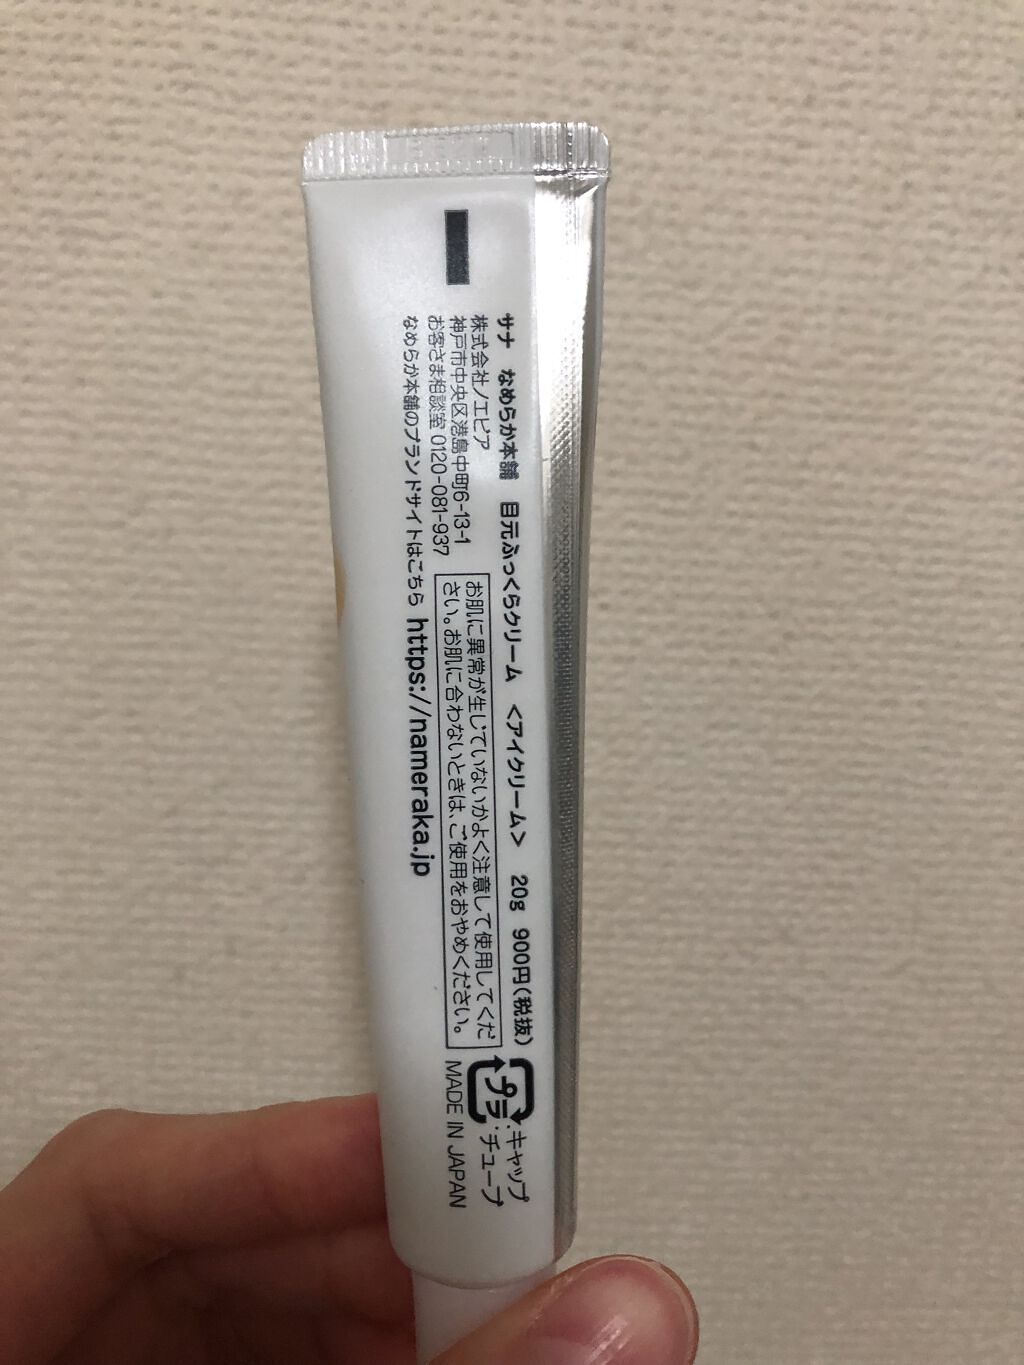 サナ なめらか本舗 目元ふっくらクリーム <アイクリーム> 20g 900円(税抜)
株式会社ノエビア
神戸市中央区港島中町6-13-1
お客さま相談室 0120-081-937
なめらか本舗のブランドサイトはこちら https://nameraka.jp
お肌に異常が生じていないかよく注意して使用してくだ
さい。お肌に合わないときは、ご使用をおやめください。
プラ
:キャップ
:チューブ
MADE IN JAPAN